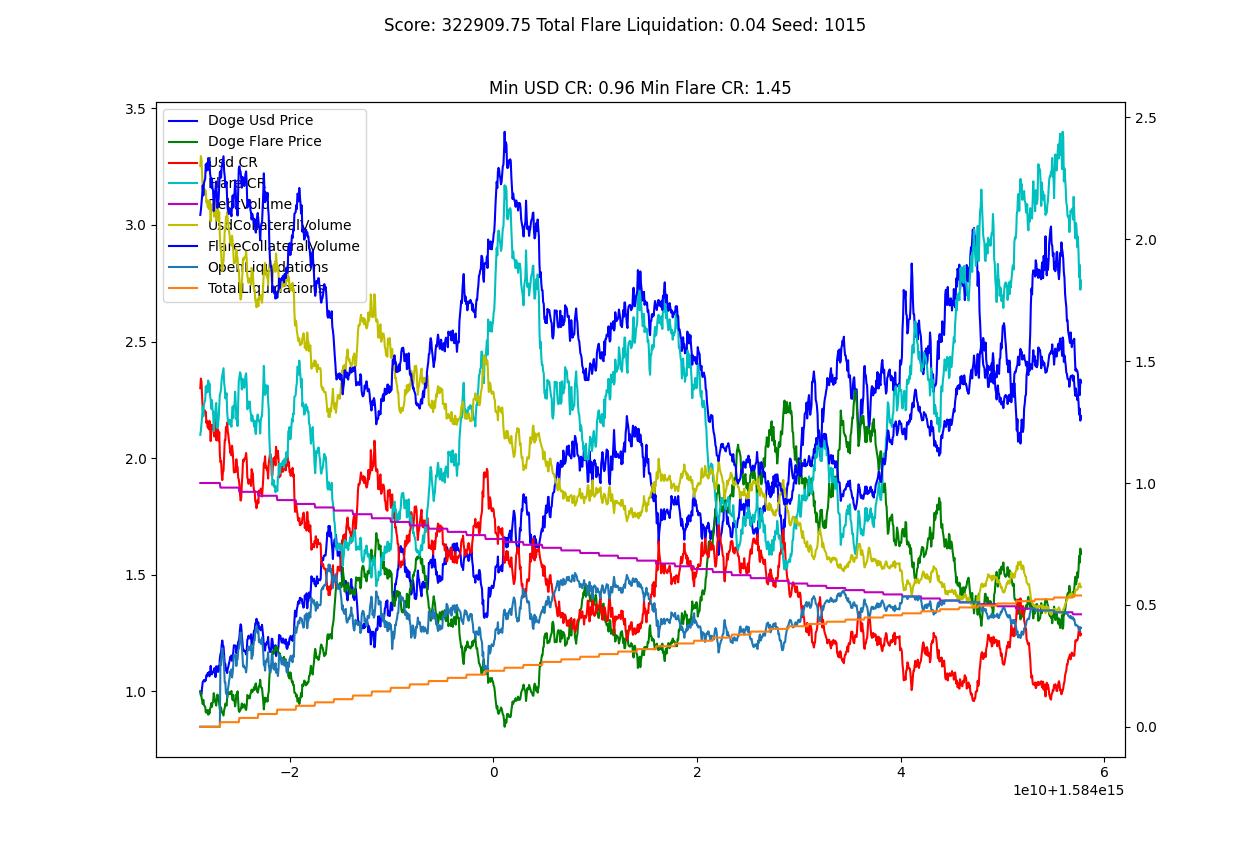 Score: 322909.75 Total Flare Liquidation: 0.04 Seed: 1015
Min USD CR: 0.96 Min Flare CR: 1.45
Doge Usd Price
Doge Flare Price
Usd CR
Flare CR
TestVolume
UsdCollateralVolume
FlareCollateralVolume
OpenLiquidations
TotalLiquidations
3.5
3.0
2.5
2.0
1.5
1.0
2.5
2.0
1.5
1.0
0.5
0.0
−2 0 2 4 6
1e10+1.584e15